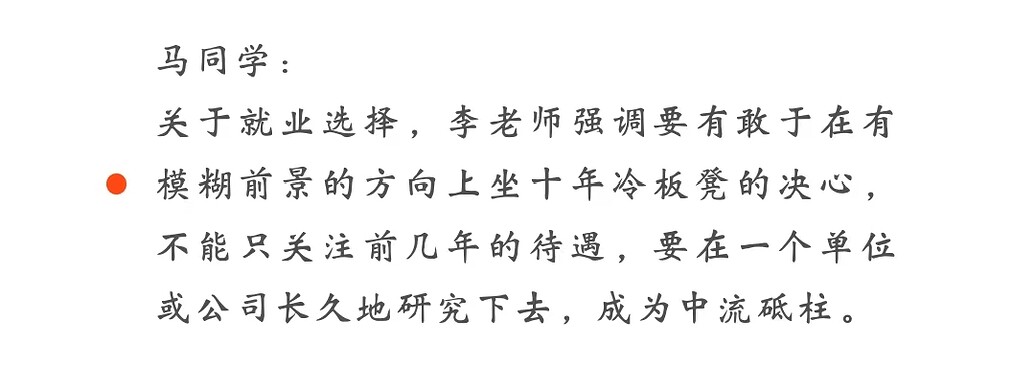 马同学：
关于就业选择，李老师强调要有敢于在有
模糊前景的方向上坐十年冷板凳的决心，
不能只关注前几年的待遇，要在一个单位
或公司长久地研究下去，成为中流砥柱。